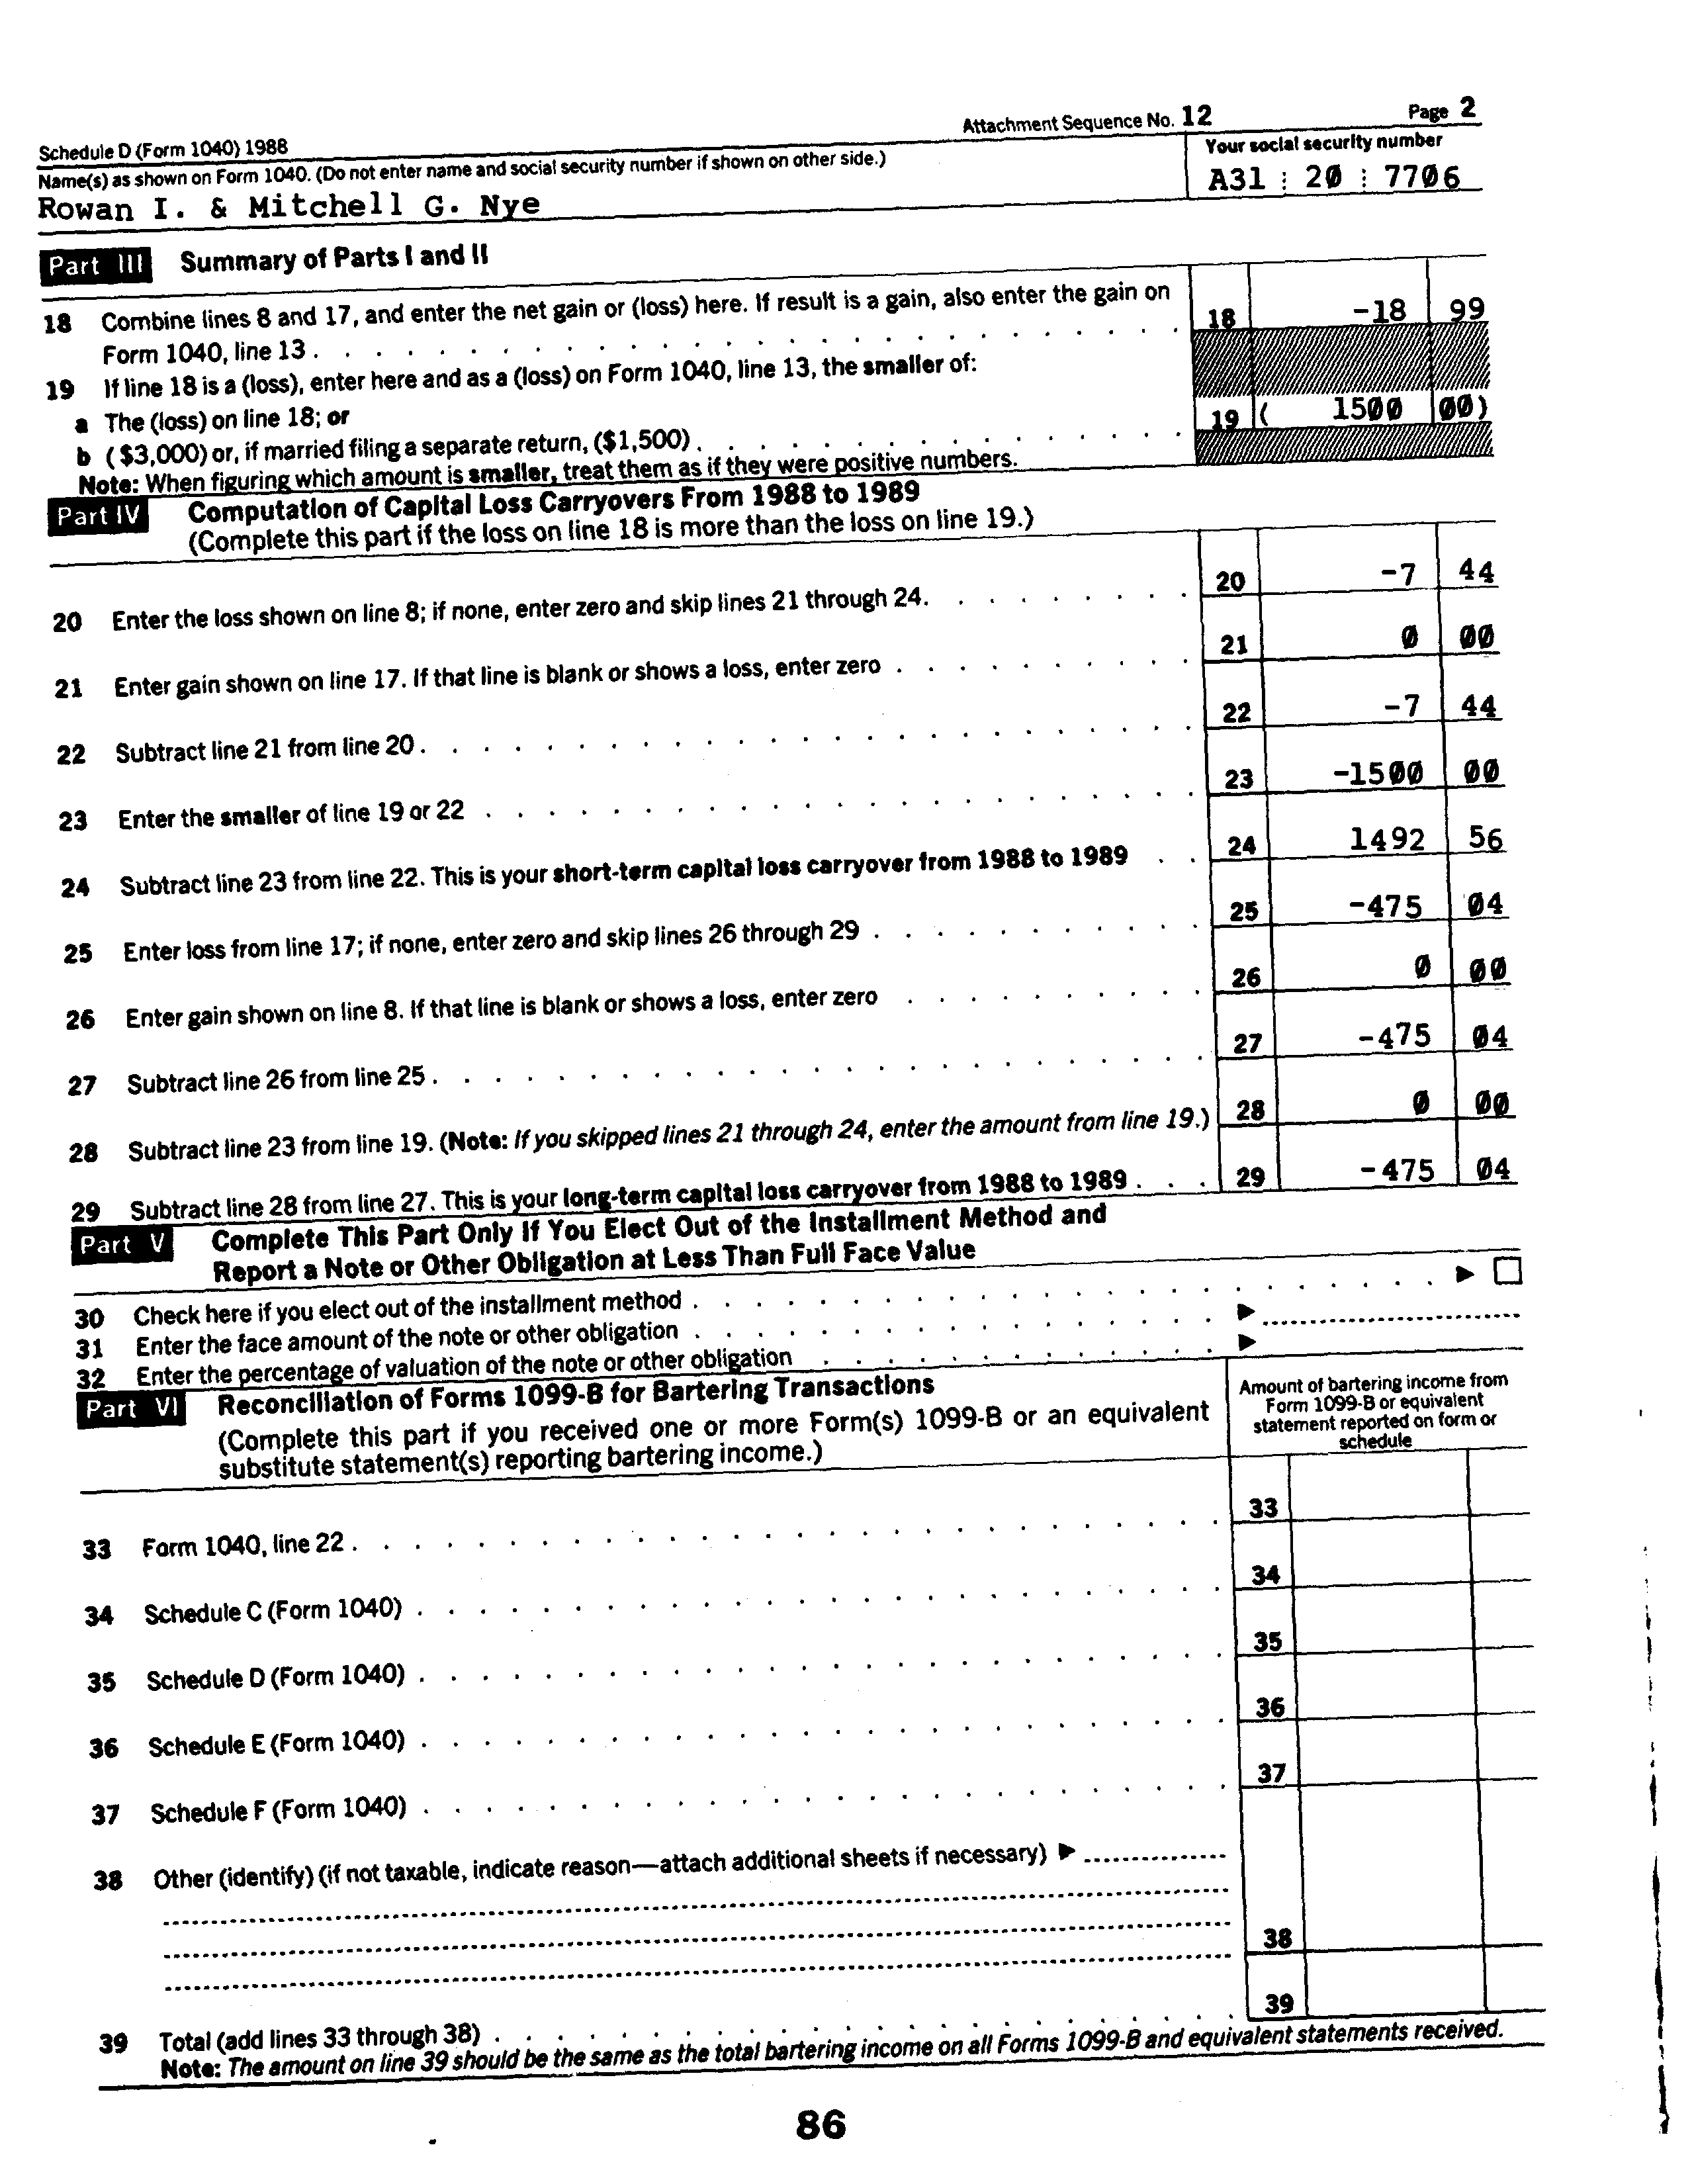 Schedule D (Form 1040) 1988 Attachment Sequence No. 12 Page 2
Name(s) as shown on Form 1040. (Do not enter name and social security number if shown on other side.) Your social security number
Rowan I. & Mitchell G. Nye A31 20 7706
Part III Summary of Parts I and II
18 Combine lines 8 and 17, and enter the net gain or (loss) here. If result is a gain, also enter the gain on
Form 1040, line 13 . . . 18 -18 99
19 If line 18 is a (loss), enter here and as a (loss) on Form 1040, line 13, the smaller of:
a The (loss) on line 18; or
b ($3,000) or, if married filing a separate return, ($1,500) . . . 19 ( 1500 00)
Note: When figuring which amount is smaller, treat them as if they were positive numbers.
Part IV Computation of Capital Loss Carryovers From 1988 to 1989
(Complete this part if the loss on line 18 is more than the loss on line 19.)
20 Enter the loss shown on line 8; if none, enter zero and skip lines 21 through 24. . . . 20 -7 44
21 Enter gain shown on line 17. If that line is blank or shows a loss, enter zero . . . 21 0 00
22 Subtract line 21 from line 20 . . . 22 -7 44
23 Enter the smaller of line 19 or 22 . . . 23 -1500 00
24 Subtract line 23 from line 22. This is your short-term capital loss carryover from 1988 to 1989 . . 24 1492 56
25 Enter loss from line 17; if none, enter zero and skip lines 26 through 29 . . . 25 -475 04
26 Enter gain shown on line 8. If that line is blank or shows a loss, enter zero . . . 26 0 00
27 Subtract line 26 from line 25 . . . 27 -475 04
28 Subtract line 23 from line 19. (Note: If you skipped lines 21 through 24, enter the amount from line 19.) 28 0 00
29 Subtract line 28 from line 27. This is your long-term capital loss carryover from 1988 to 1989 . . . 29 -475 04
Part V Complete This Part Only If You Elect Out of the Installment Method and
Report a Note or Other Obligation at Less Than Full Face Value
30 Check here if you elect out of the installment method . . . ► □
31 Enter the face amount of the note or other obligation . . . ►
32 Enter the percentage of valuation of the note or other obligation . . . ►
Part VI Reconciliation of Forms 1099-B for Bartering Transactions
(Complete this part if you received one or more Form(s) 1099-B or an equivalent
substitute statement(s) reporting bartering income.)
Amount of bartering income from
Form 1099-B or equivalent
statement reported on form or
schedule
33 Form 1040, line 22 . . . 33
34 Schedule C (Form 1040) . . . 34
35 Schedule D (Form 1040) . . . 35
36 Schedule E (Form 1040) . . . 36
37 Schedule F (Form 1040) . . . 37
38 Other (identify) (if not taxable, indicate reason—attach additional sheets if necessary) ►
38
39 Total (add lines 33 through 38) . . . 39
Note: The amount on line 39 should be the same as the total bartering income on all Forms 1099-B and equivalent statements received.
86